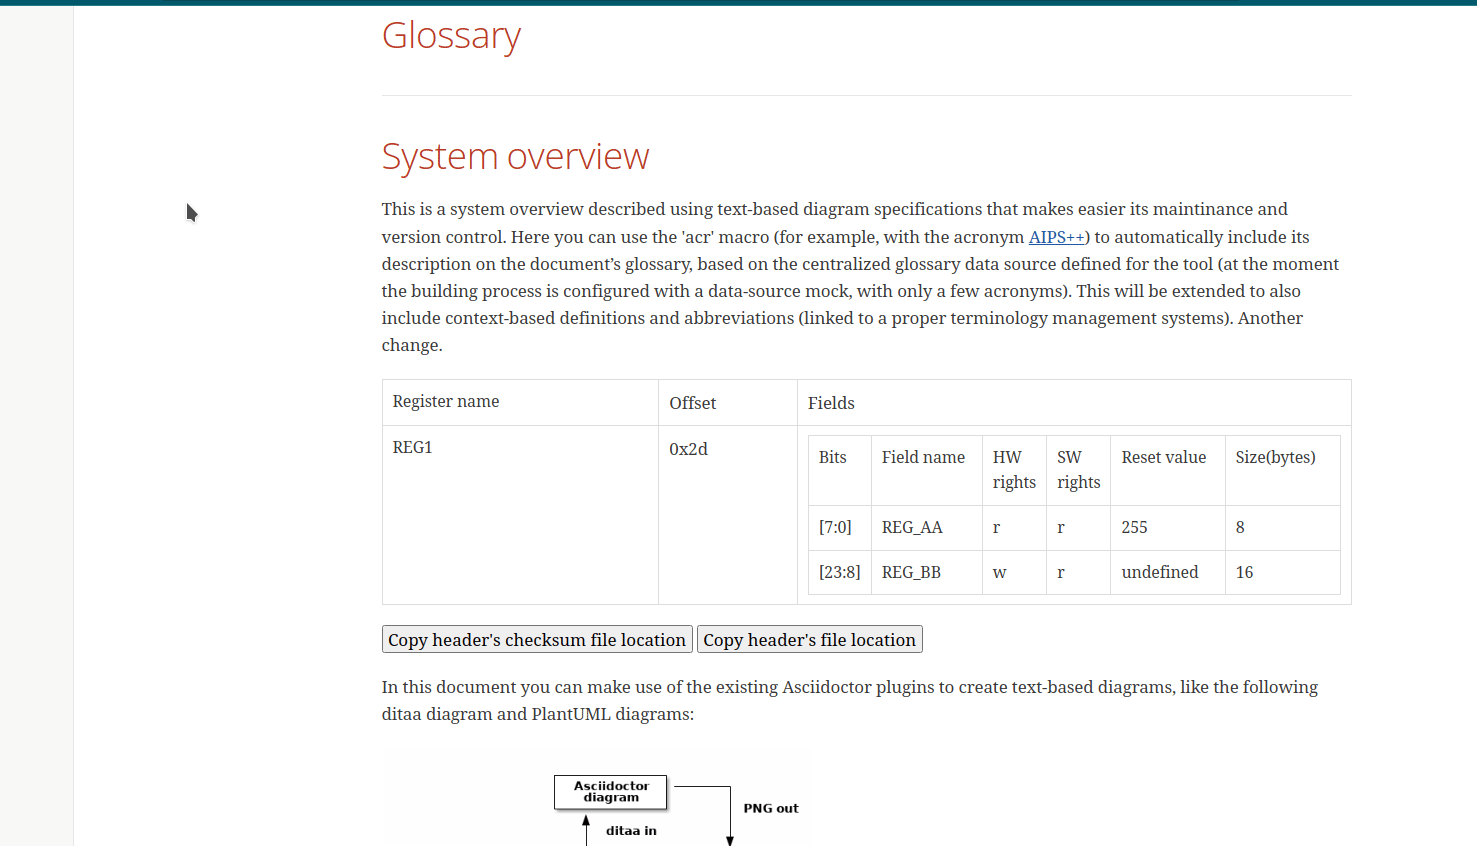 Glossary
System overview
This is a system overview described using text-based diagram specifications that makes easier its maintinance and
version control. Here you can use the 'acr' macro (for example, with the acronym AIPS++) to automatically include its
description on the document’s glossary, based on the centralized glossary data source defined for the tool (at the moment
the building process is configured with a data-source mock, with only a few acronyms). This will be extended to also
include context-based definitions and abbreviations (linked to a proper terminology management systems). Another
change.
Register name Offset Fields
REG1 0x2d
Bits Field name HW rights SW rights Reset value Size(bytes)
[7:0] REG_AA r r 255 8
[23:8] REG_BB w r undefined 16
Copy header's checksum file location Copy header's file location
In this document you can make use of the existing Asciidoctor plugins to create text-based diagrams, like the following
ditaa diagram and PlantUML diagrams:
Asciidoctor
diagram
PNG out
ditaa in